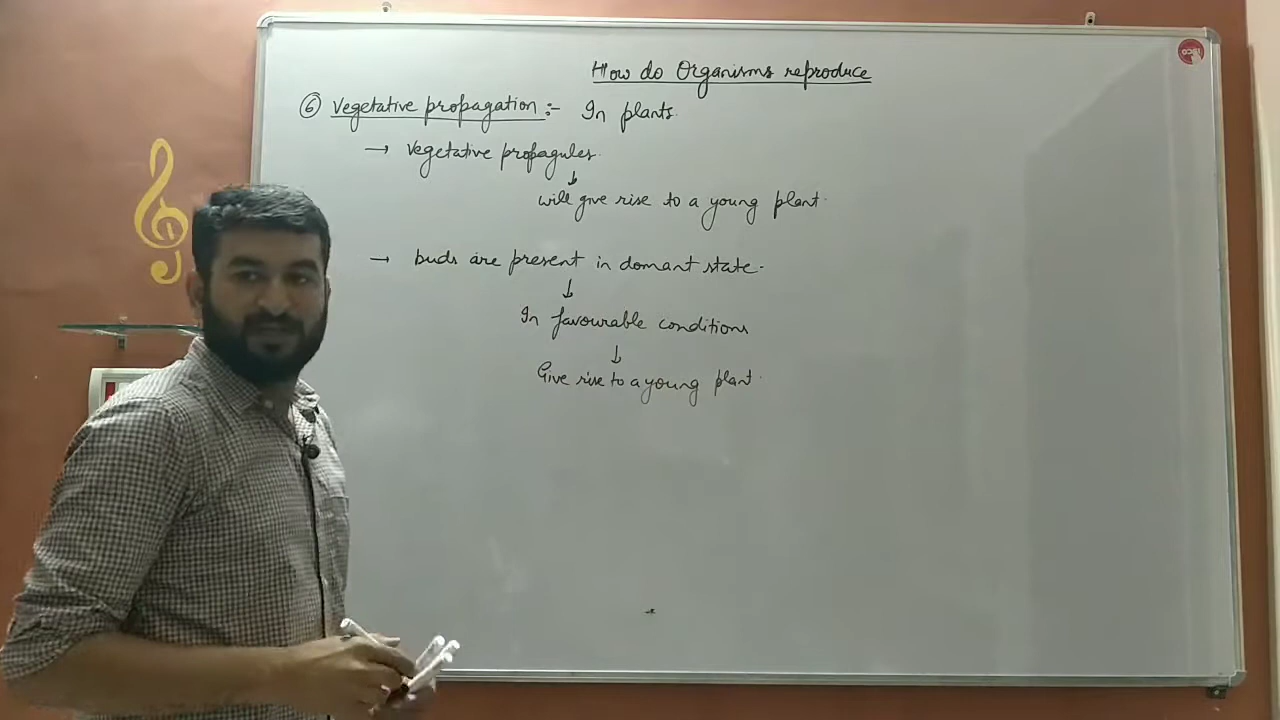 How do Organisms reproduce
⑥ Vegetative propagation :- In plants.
→ Vegetative propagules.
↓
will give rise to a young plant.
→ buds are present in domant state.
↓
In favourable conditions
↓
Give rise to a young plant.